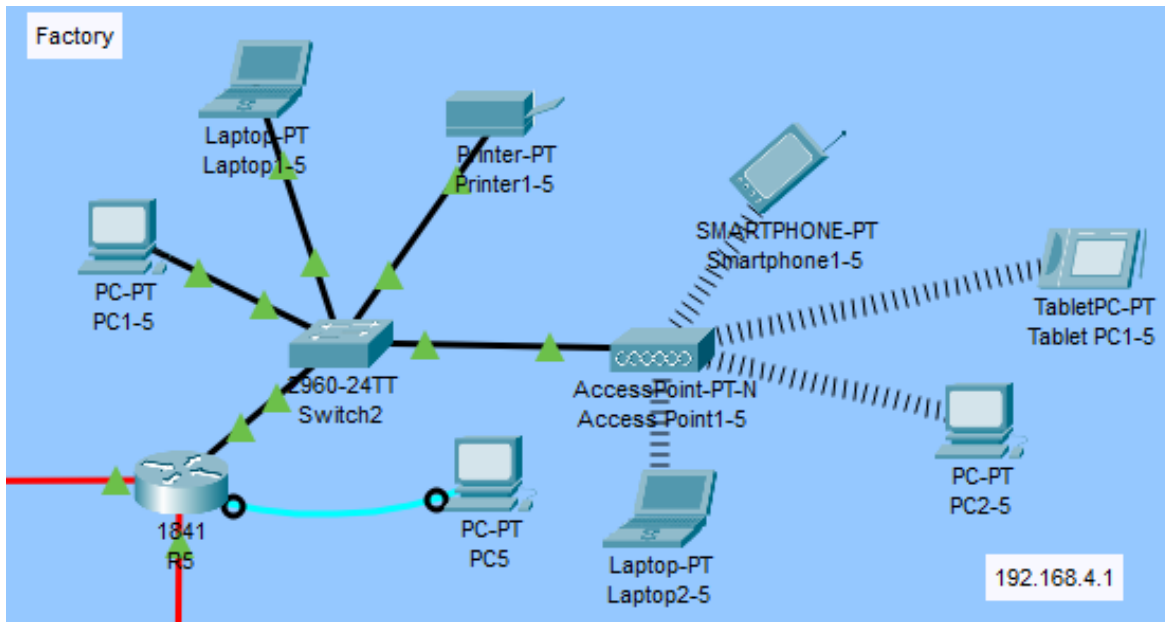 Factory
Laptop-PT
Laptop1-5
Printer-PT
Printer1-5
SMARTPHONE-PT
Smartphone1-5
PC-PT
PC1-5
TabletPC-PT
Tablet PC1-5
2960-24TT
Switch2
AccessPoint-PT-N
Access Point1-5
PC-PT
PC2-5
1841
R5
PC-PT
PC5
Laptop-PT
Laptop2-5
192.168.4.1